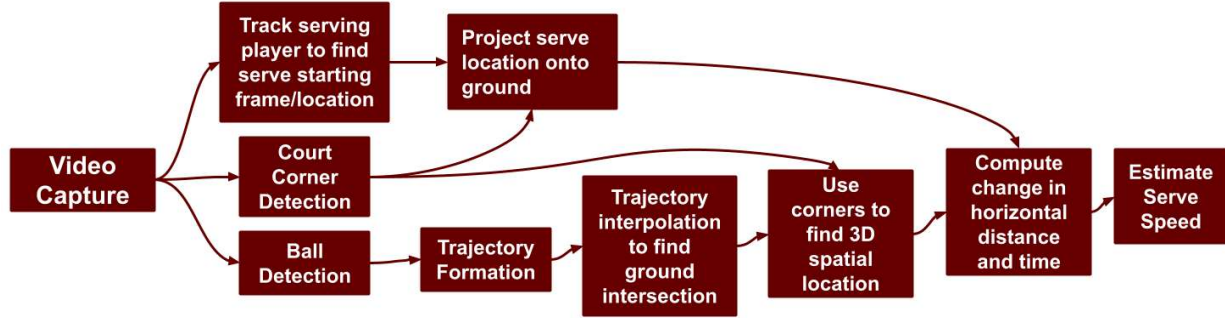 Video
Capture
Track serving
player to find
serve starting
frame/location
Project serve
location onto
ground
Court
Corner
Detection
Ball
Detection
Trajectory
Formation
Trajectory
interpolation
to find
ground
intersection
Use
corners to
find 3D
spatial
location
Compute
change in
horizontal
distance
and time
Estimate
Serve
Speed